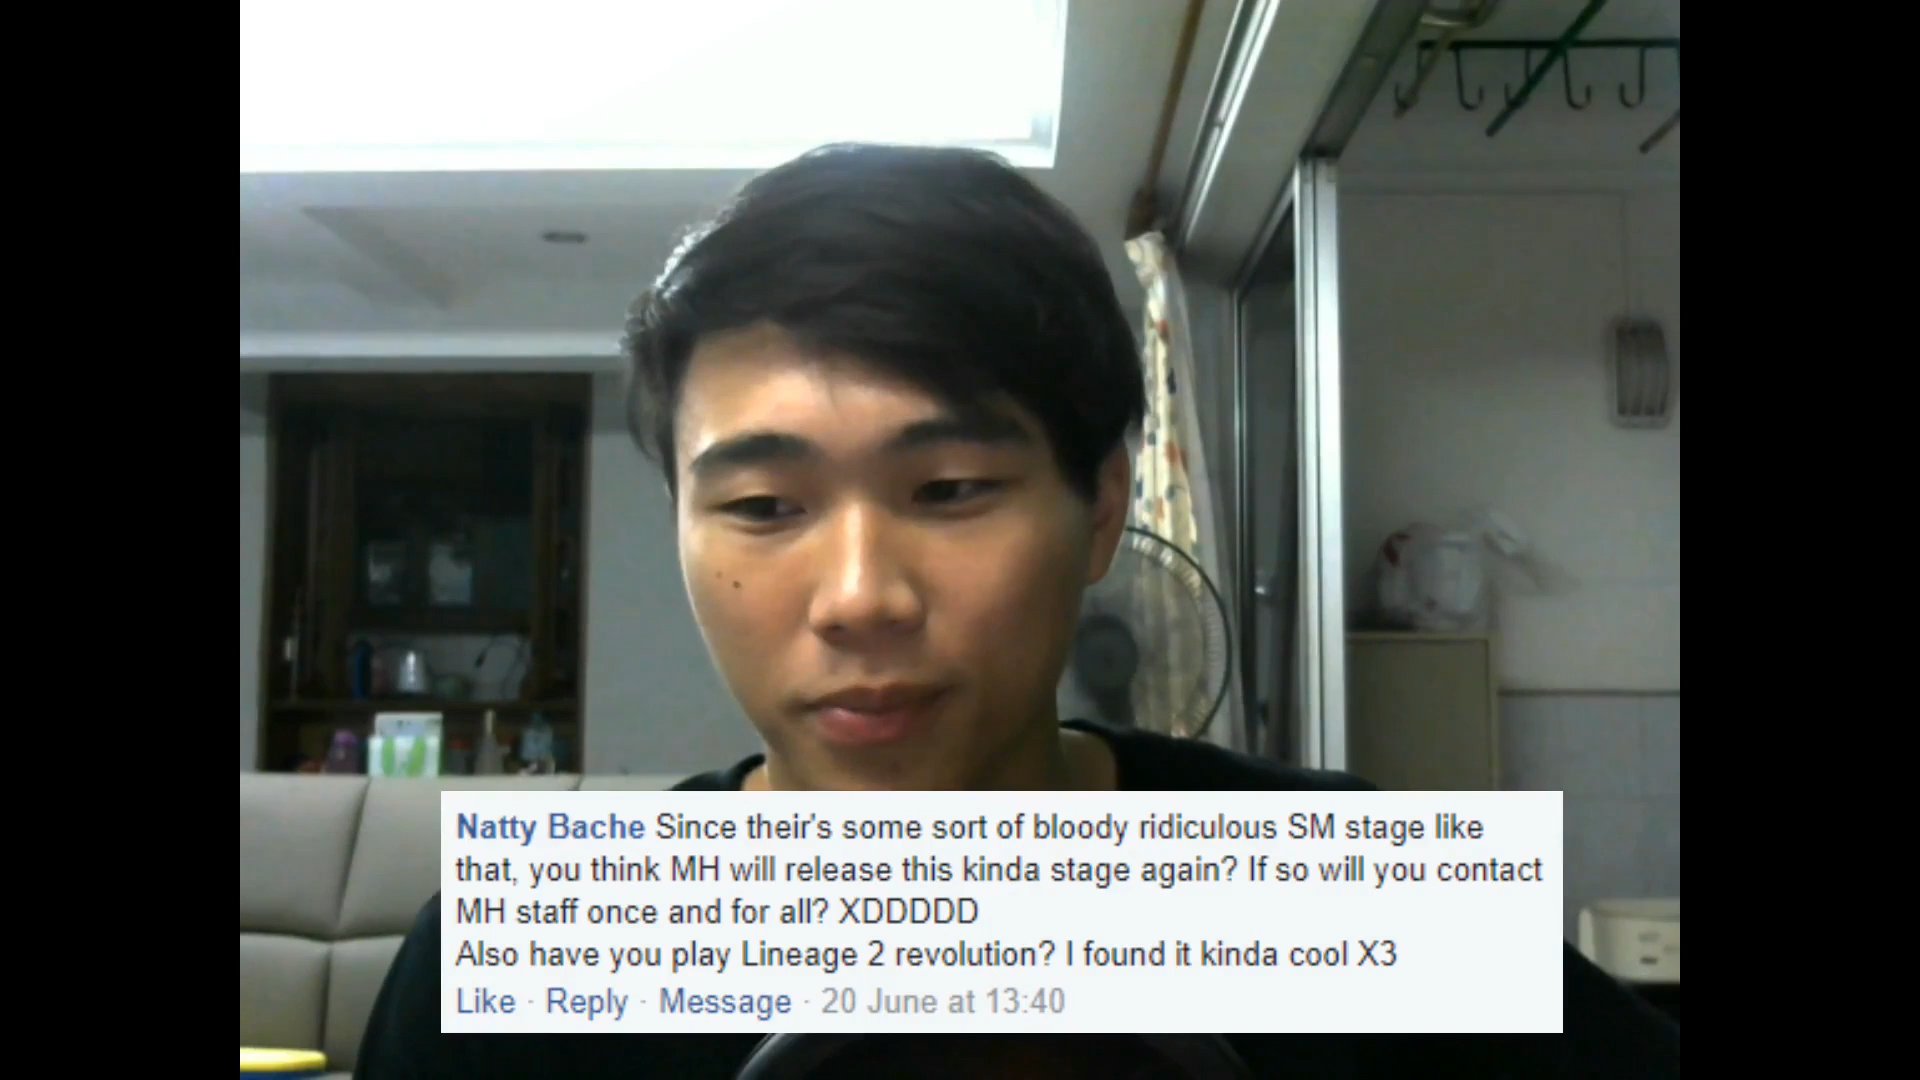 Natty Bache Since their's some sort of bloody ridiculous SM stage like
that, you think MH will release this kinda stage again? If so will you contact
MH staff once and for all? XDDDDD
Also have you play Lineage 2 revolution? I found it kinda cool X3
Like · Reply · Message · 20 June at 13:40